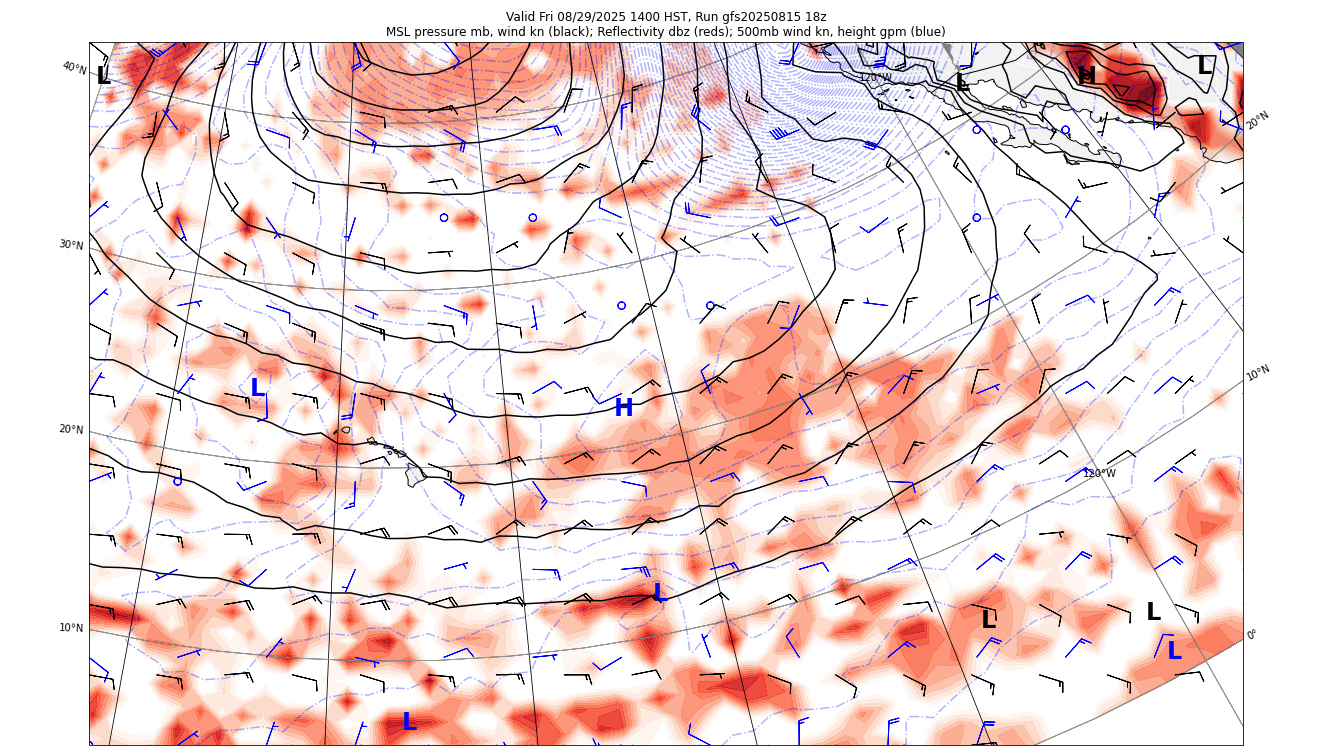 Valid Fri 08/29/2025 1400 HST, Run gfs20250815 18z
MSL pressure mb, wind kn (black); Reflectivity dbz (reds); 500mb wind kn, height gpm (blue)
40°N
L
120°W
L
H
L
20°N
30°N
10°N
L
H
20°N
120°W
10°N
L
L
L
0°
L
L